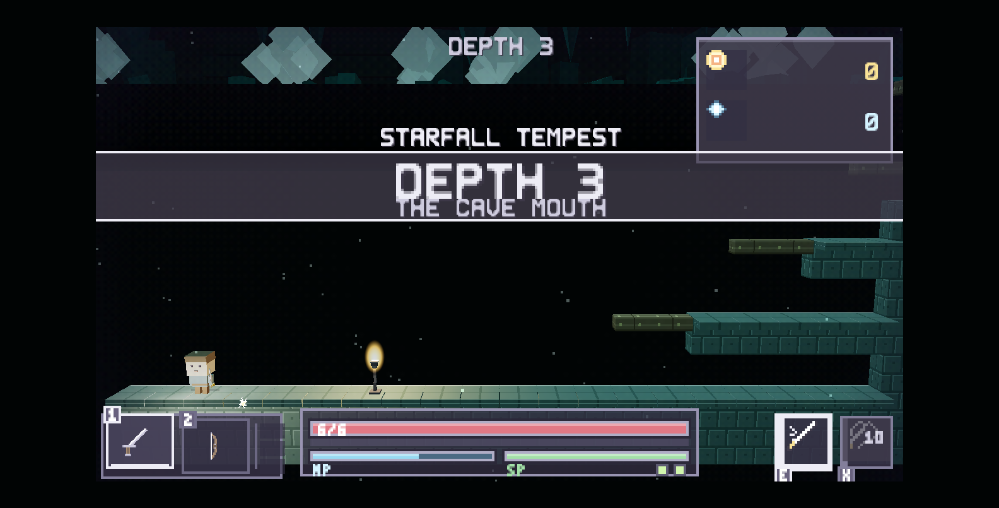 DEPTH 3
0
0
STARFALL TEMPEST
DEPTH 3
THE CAVE MOUTH
1
2
6/6
MP
SP
10
E
X